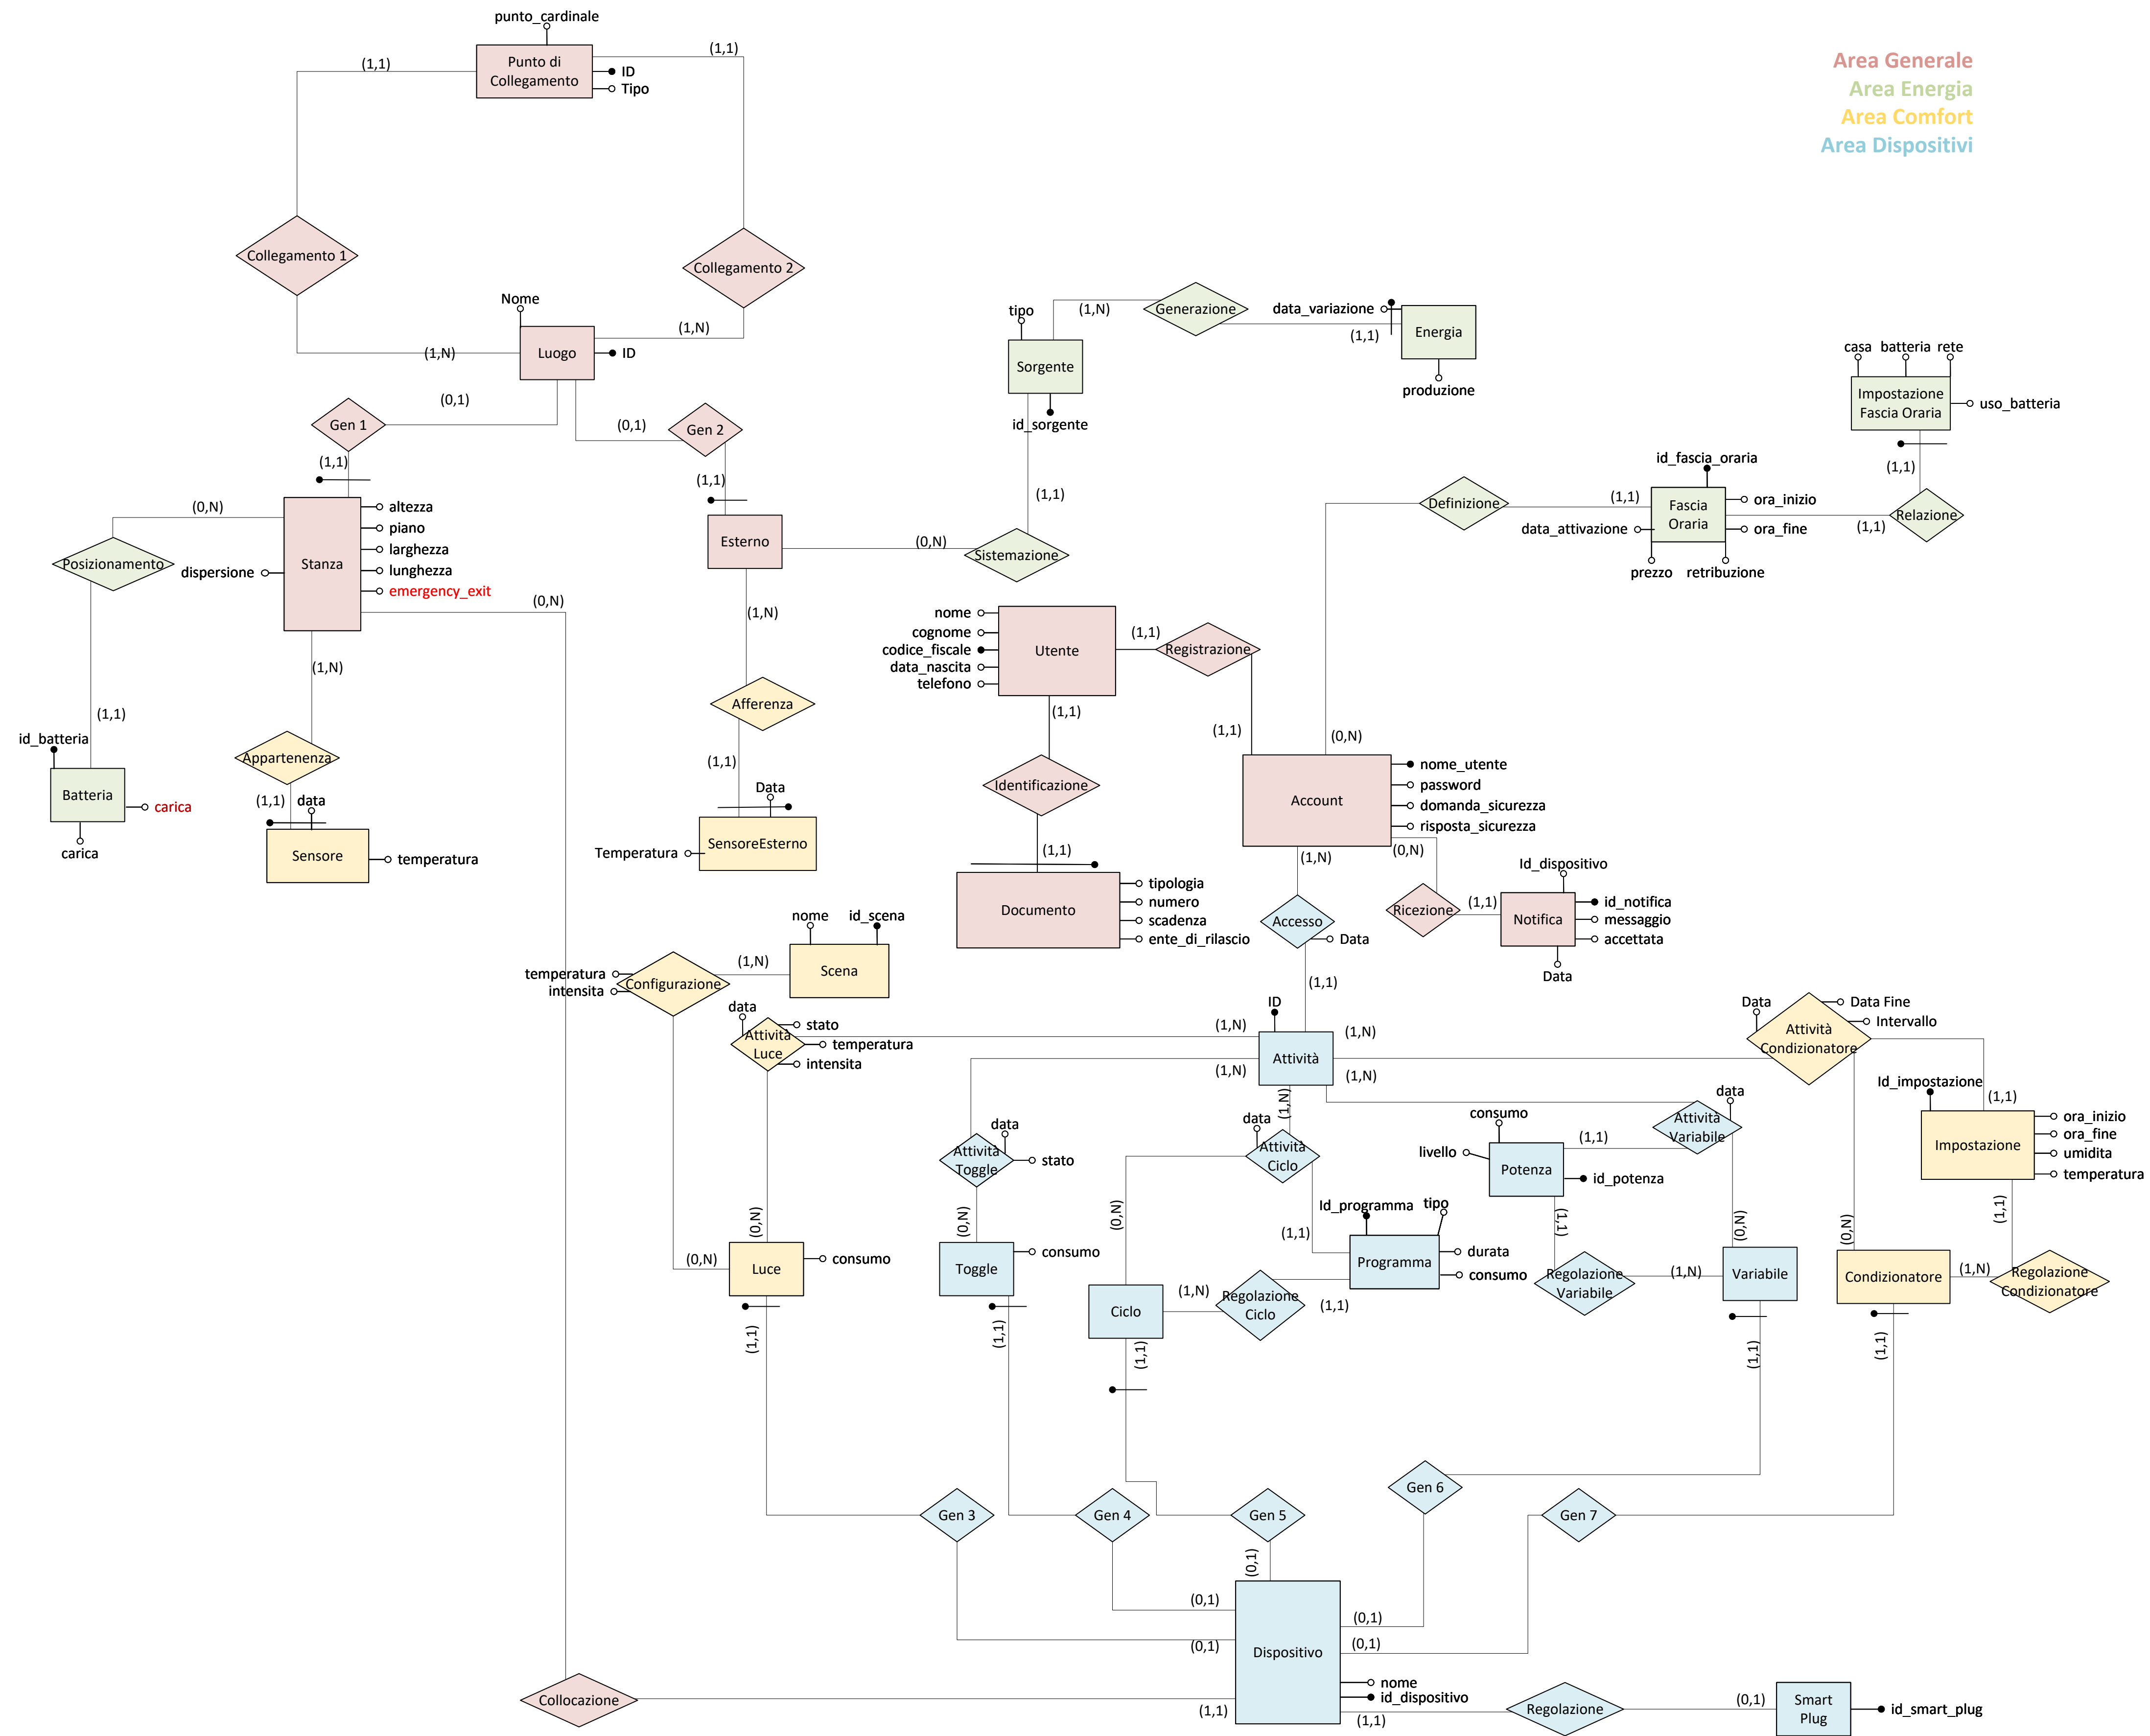 punto_cardinale
Punto di
Collegamento
ID
Tipo
(1,1)
(1,1)
Area Generale
Area Energia
Area Comfort
Area Dispositivi
Collegamento 1
Collegamento 2
Nome
Luogo
ID
(1,N)
(1,N)
(0,1)
(0,1)
Gen 1
Gen 2
(1,1)
(1,1)
tipo
Sorgente
id_sorgente
(1,N)
Generazione
(1,1)
data_variazione
Energia
produzione
casa
batteria
rete
Impostazione
Fascia Oraria
uso_batteria
(1,1)
Relazione
(1,1)
id_fascia_oraria
Fascia
Oraria
ora_inizio
ora_fine
data_attivazione
prezzo
retribuzione
(1,1)
Definizione
(0,N)
Stanza
altezza
piano
larghezza
lunghezza
emergency_exit
dispersione
(0,N)
(0,N)
Posizionamento
(1,1)
(1,N)
Esterno
(0,N)
Sistemazione
(1,1)
(1,N)
Afferenza
(1,1)
nome
cognome
codice_fiscale
data_nascita
telefono
Utente
(1,1)
Registrazione
(1,1)
(1,1)
Identificazione
(1,1)
Account
nome_utente
password
domanda_sicurezza
risposta_sicurezza
id_batteria
Batteria
carica
carica
Appartenenza
(1,1)
data
Sensore
temperatura
Data
SensoreEsterno
Temperatura
Documento
tipologia
numero
scadenza
ente_di_rilascio
(1,N)
(0,N)
Accesso
Data
(1,1)
Ricezione
(1,1)
Id_dispositivo
Notifica
id_notifica
messaggio
accettata
Data
nome
id_scena
Scena
(1,N)
Configurazione
temperatura
intensita
data
Attività
Luce
stato
temperatura
intensita
(1,N)
ID
Attività
(1,N)
(1,N)
(1,N)
(1,N)
Data
Data Fine
Intervallo
Attività
Condizionatore
(1,1)
Id_impostazione
Impostazione
ora_inizio
ora_fine
umidita
temperatura
(1,1)
data
Attività
Toggle
stato
data
Attività
Ciclo
consumo
livello
Potenza
id_potenza
(1,1)
data
Attività
Variabile
(0,N)
(0,N)
(0,N)
(0,N)
(0,N)
(0,N)
Luce
consumo
Toggle
consumo
(1,1)
Id_programma
tipo
Programma
durata
consumo
(1,1)
Regolazione
Variabile
(1,N)
Variabile
Condizionatore
(1,N)
Regolazione
Condizionatore
Ciclo
(1,N)
Regolazione
Ciclo
(1,1)
(1,1)
(1,1)
(1,1)
(1,1)
(1,1)
Gen 3
Gen 4
Gen 5
Gen 6
Gen 7
(0,1)
(0,1)
(0,1)
(0,1)
(0,1)
Dispositivo
nome
id_dispositivo
(1,1)
Collocazione
(1,1)
Regolazione
(0,1)
Smart
Plug
id_smart_plug